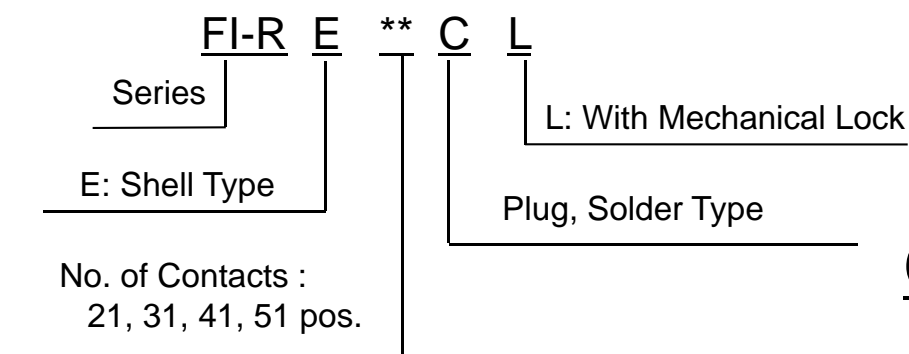 FI-R E ** C L
Series
L: With Mechanical Lock
E: Shell Type
Plug, Solder Type
No. of Contacts :
21, 31, 41, 51 pos.